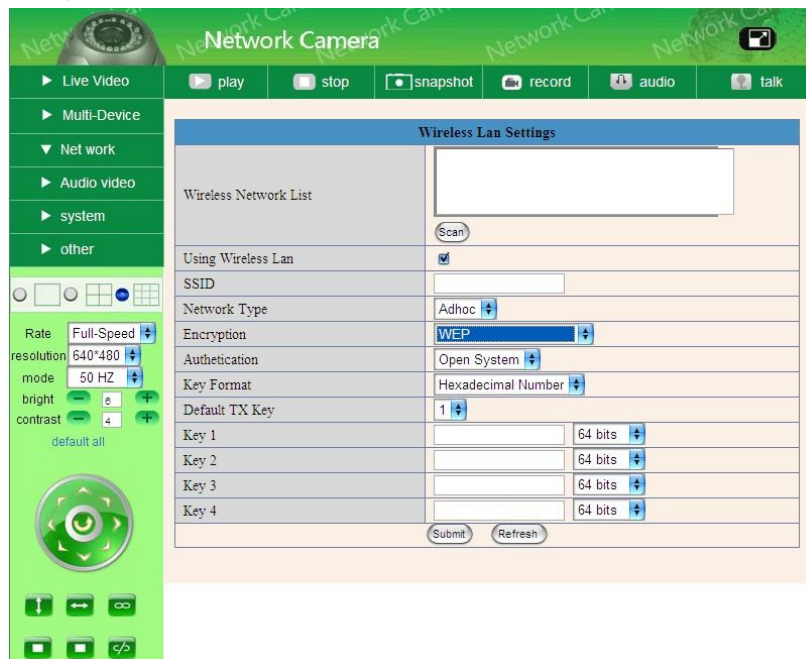 Network Camera
Live Video
play
stop
snapshot
record
audio
talk
Multi-Device
Net work
Audio video
system
other
Rate Full-Speed
resolution 640*480
mode 50 HZ
bright 6
contrast 4
default all
Wireless Lan Settings
Wireless Network List
Scan
Using Wireless Lan
SSID
Network Type Adhoc
Encryption WEP
Authetication Open System
Key Format Hexadecimal Number
Default TX Key 1
Key 1 64 bits
Key 2 64 bits
Key 3 64 bits
Key 4 64 bits
Submit Refresh